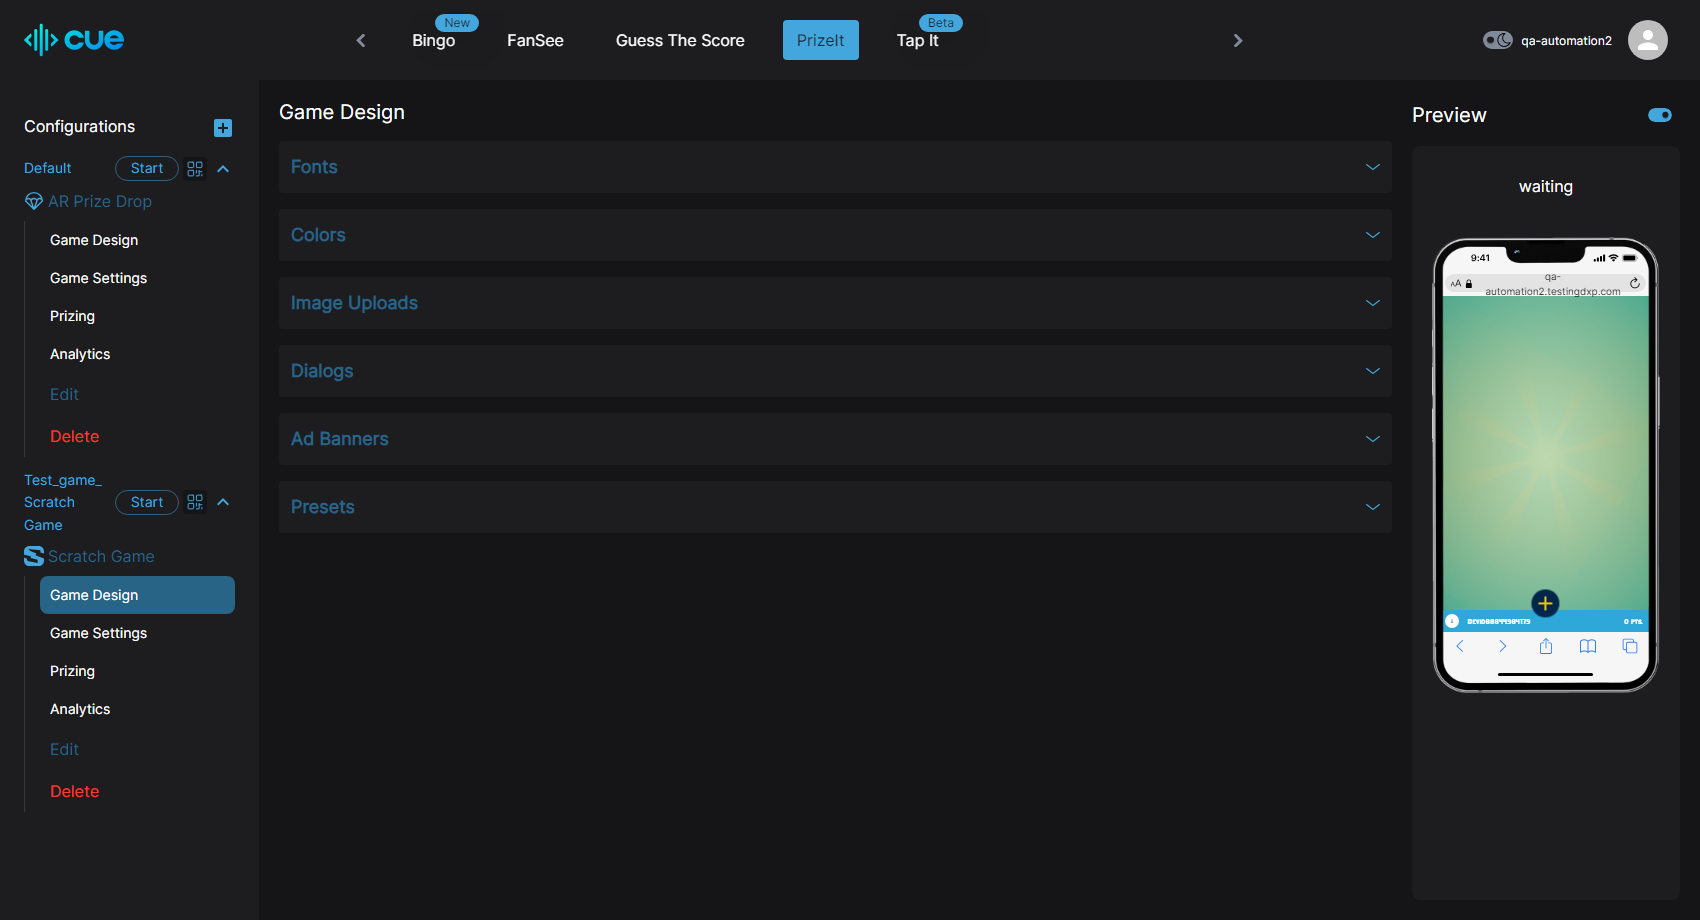 cue
Bingo
New
FanSee
Guess The Score
PrizeIt
Tap It
Beta
qa-automation2
Configurations
Default
Start
AR Prize Drop
Game Design
Game Settings
Prizing
Analytics
Edit
Delete
Test_game_
Scratch
Game
Start
Scratch Game
Game Design
Game Settings
Prizing
Analytics
Edit
Delete
Game Design
Fonts
Colors
Image Uploads
Dialogs
Ad Banners
Presets
Preview
waiting
9:41
AA
qa-
automation2.testingdxp.com
0 PTS.